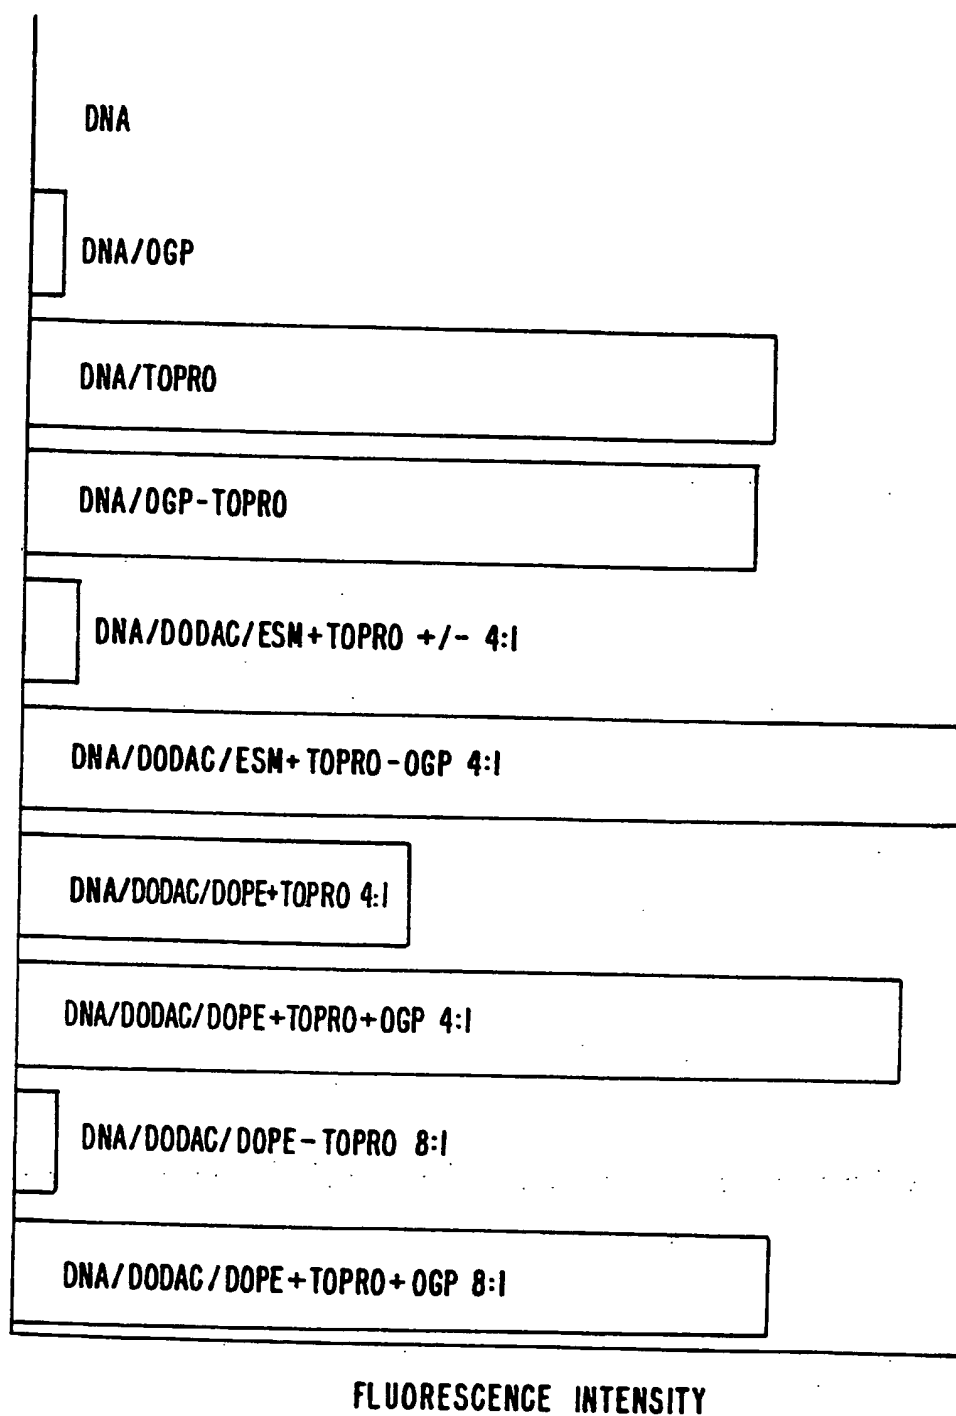 DNA
DNA/OGP
DNA/TOPRO
DNA/OGP-TOPRO
DNA/DODAC/ESM+TOPRO +/- 4:1
DNA/DODAC/ESM+TOPRO-OGP 4:1
DNA/DODAC/DOPE+TOPRO 4:1
DNA/DODAC/DOPE+TOPRO+OGP 4:1
DNA/DODAC/DOPE-TOPRO 8:1
DNA/DODAC/DOPE+TOPRO+OGP 8:1
FLUORESCENCE INTENSITY